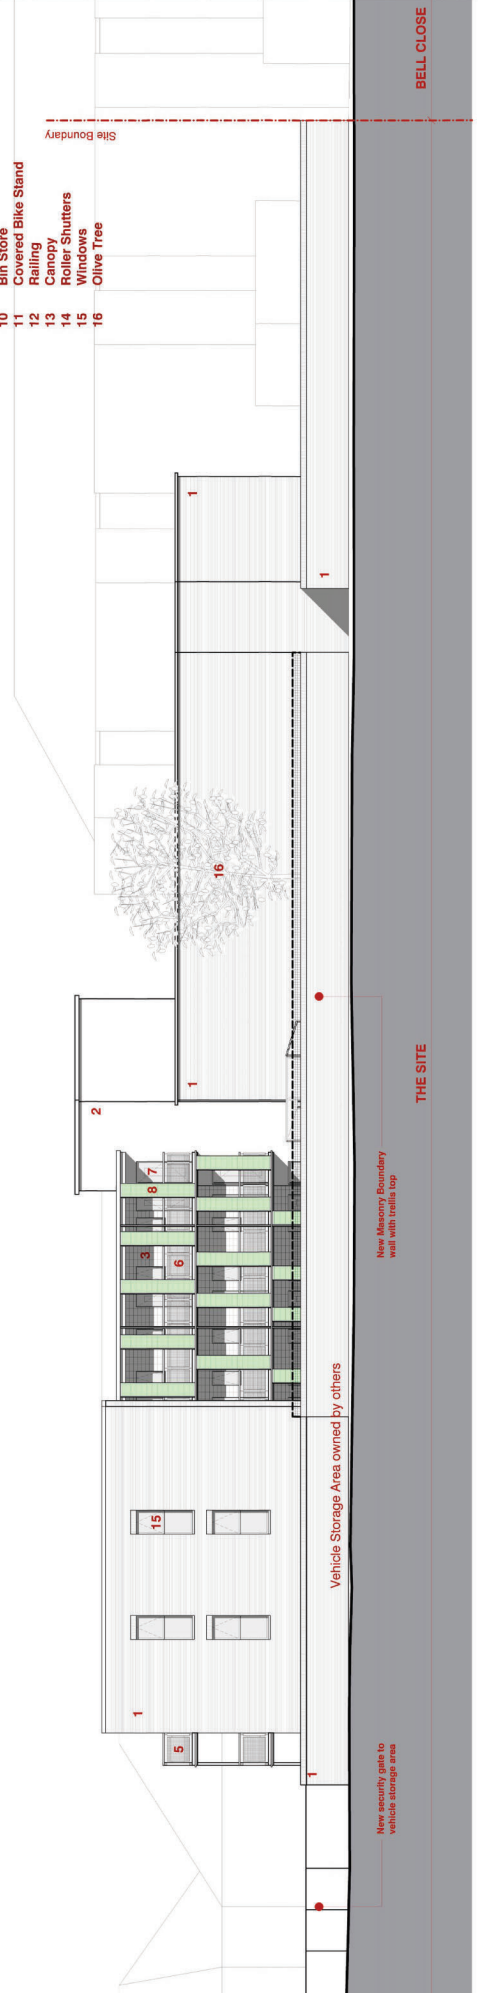 10 Bin Store
11 Covered Bike Stand
12 Railing
13 Canopy
14 Roller Shutters
15 Windows
16 Olive Tree
Site Boundary
BELL CLOSE
1
1
16
1
2
7
8
3
6
15
1
5
1
New Masonry Boundary
wall with trellis top
THE SITE
Vehicle Storage Area owned by others
New security gate to
vehicle storage area